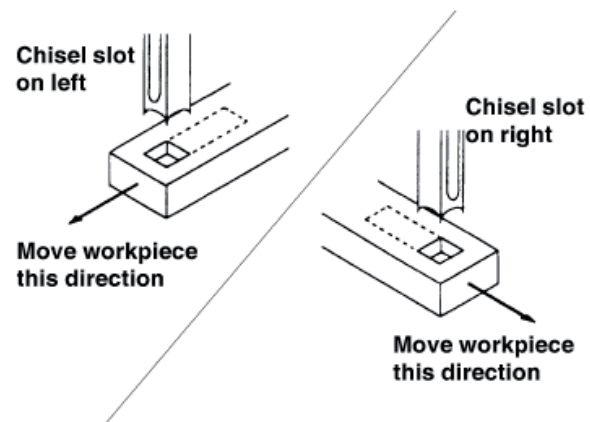 Chisel slot
on left
Move workpiece
this direction
Chisel slot
on right
Move workpiece
this direction